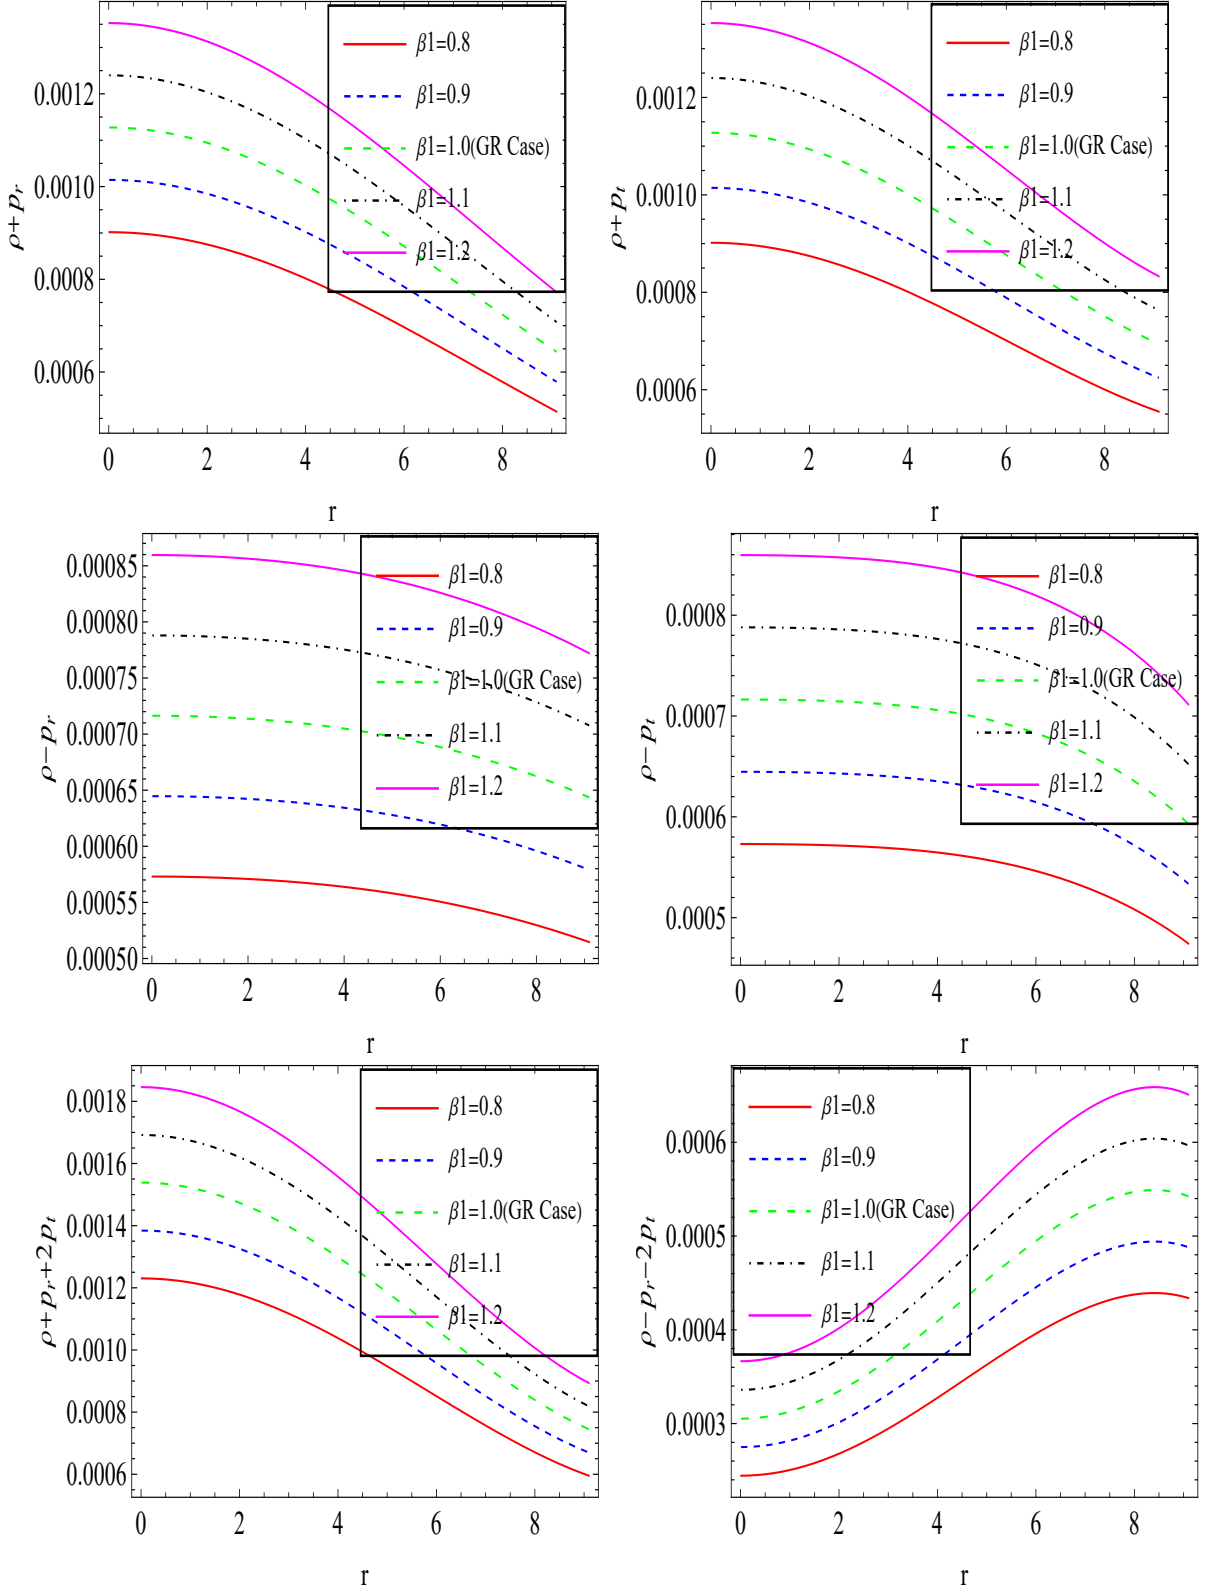 β1=0.8
β1=0.9
β1=1.0(GR Case)
β1=1.1
β1=1.2
0.0012
0.0010
0.0008
0.0006
ρ+p_r
0 2 4 6 8
r
β1=0.8
β1=0.9
β1=1.0(GR Case)
β1=1.1
β1=1.2
0.0012
0.0010
0.0008
0.0006
ρ+p_t
0 2 4 6 8
r
β1=0.8
β1=0.9
β1=1.0(GR Case)
β1=1.1
β1=1.2
0.00085
0.00080
0.00075
0.00070
0.00065
0.00060
0.00055
0.00050
ρ−p_r
0 2 4 6 8
r
β1=0.8
β1=0.9
β1=1.0(GR Case)
β1=1.1
β1=1.2
0.0008
0.0007
0.0006
0.0005
ρ−p_t
0 2 4 6 8
r
β1=0.8
β1=0.9
β1=1.0(GR Case)
β1=1.1
β1=1.2
0.0018
0.0016
0.0014
0.0012
0.0010
0.0008
0.0006
ρ+p_r+2p_t
0 2 4 6 8
r
β1=0.8
β1=0.9
β1=1.0(GR Case)
β1=1.1
β1=1.2
0.0006
0.0005
0.0004
0.0003
ρ−p_r−2p_t
0 2 4 6 8
r